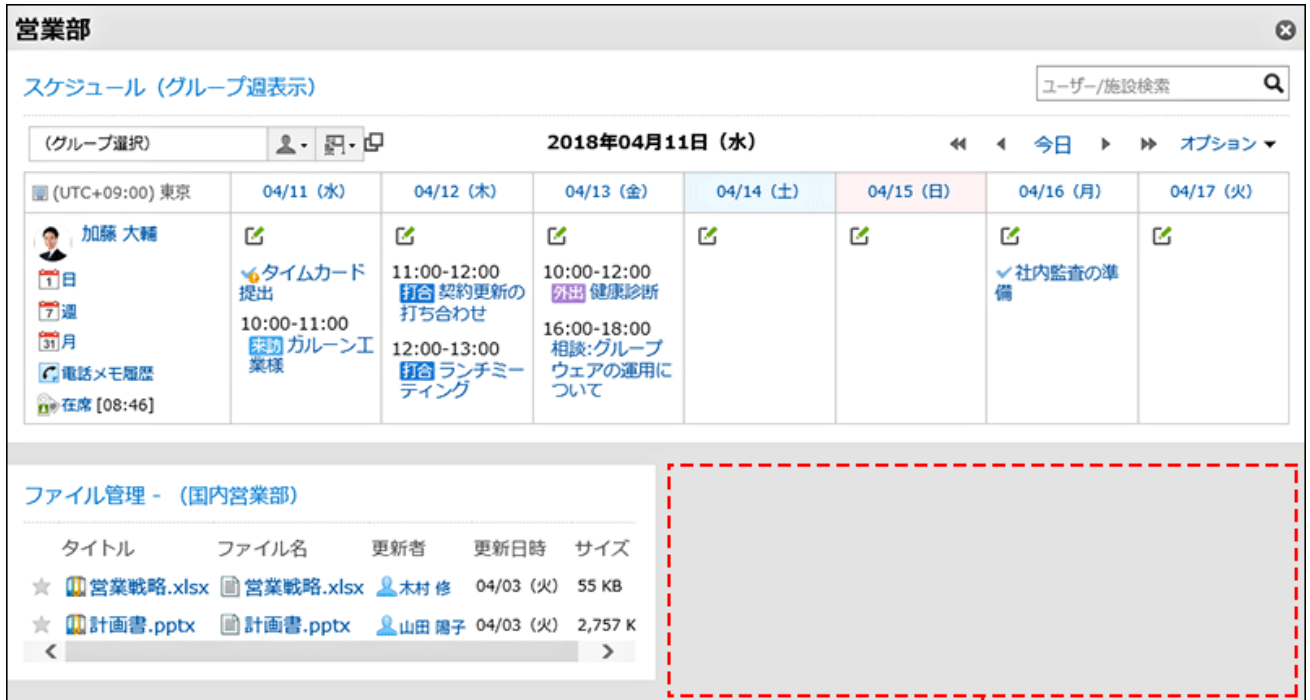 営業部
スケジュール（グループ週表示）
ユーザー/施設検索
（グループ選択）
2018年04月11日（水）
今日
オプション
(UTC+09:00) 東京
04/11（水）
04/12（木）
04/13（金）
04/14（土）
04/15（日）
04/16（月）
04/17（火）
加藤 大輔
1 日
7 週
31 月
電話メモ履歴
在席 [08:46]
タイムカード
提出
10:00-11:00
来訪 ガルーン工
業様
11:00-12:00
打合 契約更新の
打ち合わせ
12:00-13:00
打合 ランチミー
ティング
10:00-12:00
外出 健康診断
16:00-18:00
相談:グループ
ウェアの運用に
ついて
社内監査の準
備
ファイル管理 - （国内営業部）
タイトル ファイル名 更新者 更新日時 サイズ
営業戦略.xlsx 営業戦略.xlsx 木村 修 04/03（火） 55 KB
計画書.pptx 計画書.pptx 山田 陽子 04/03（火） 2,757 K